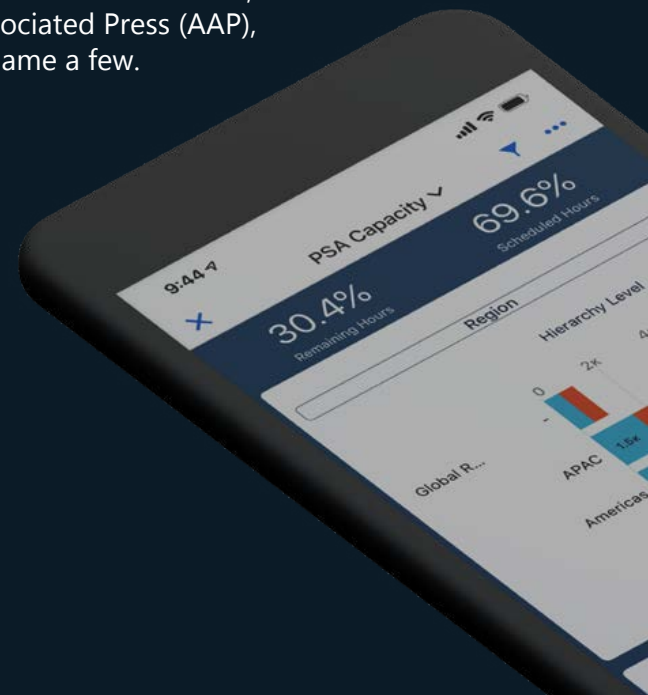 ociated Press (AAP),
ame a few.
9:44
PSA Capacity
30.4%
Remaining Hours
69.6%
Scheduled Hours
Region
Hierarchy Level
0
2K
-
Global R...
APAC
1.5K
Americas